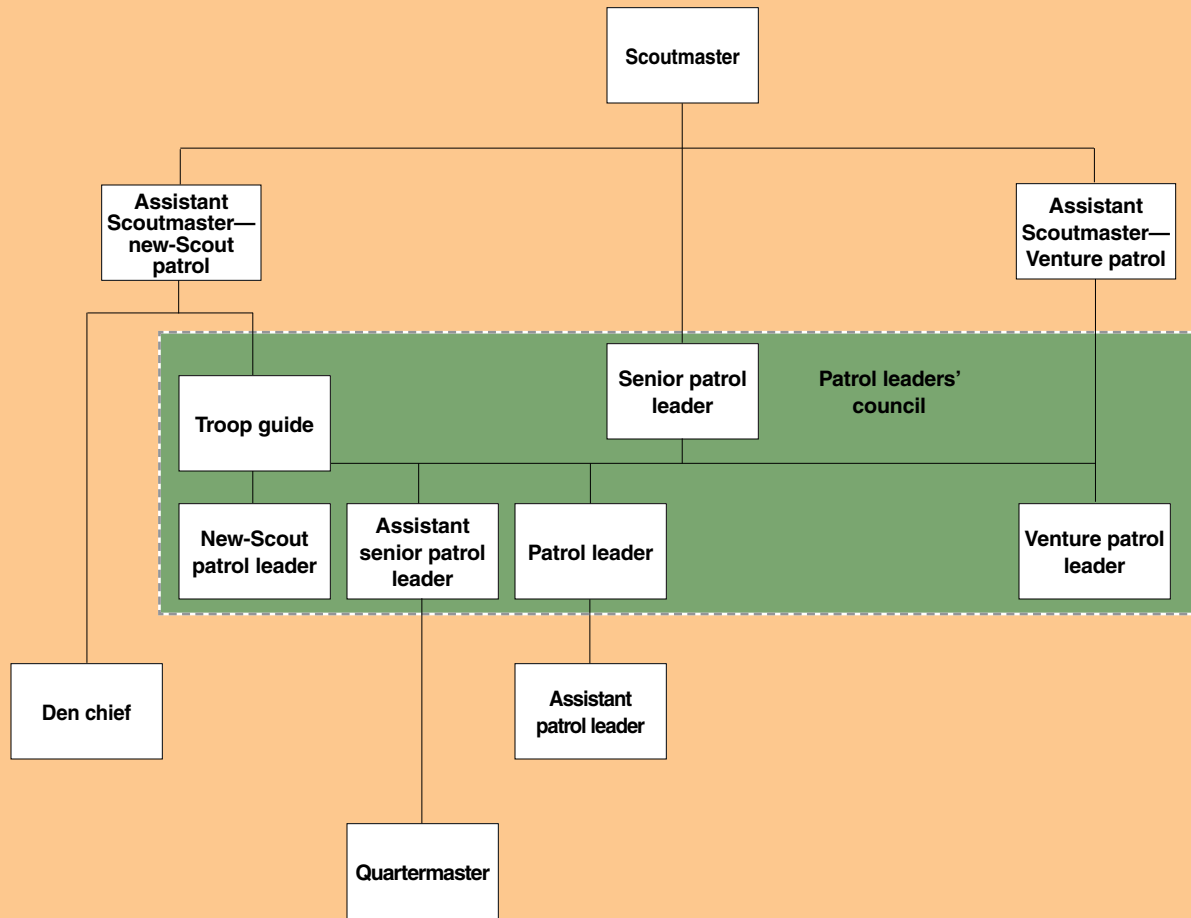 Scoutmaster
Assistant
Scoutmaster—
new-Scout
patrol
Assistant
Scoutmaster—
Venture patrol
Senior patrol
leader
Patrol leaders’
council
Troop guide
New-Scout
patrol leader
Assistant
senior patrol
leader
Patrol leader
Venture patrol
leader
Den chief
Assistant
patrol leader
Quartermaster